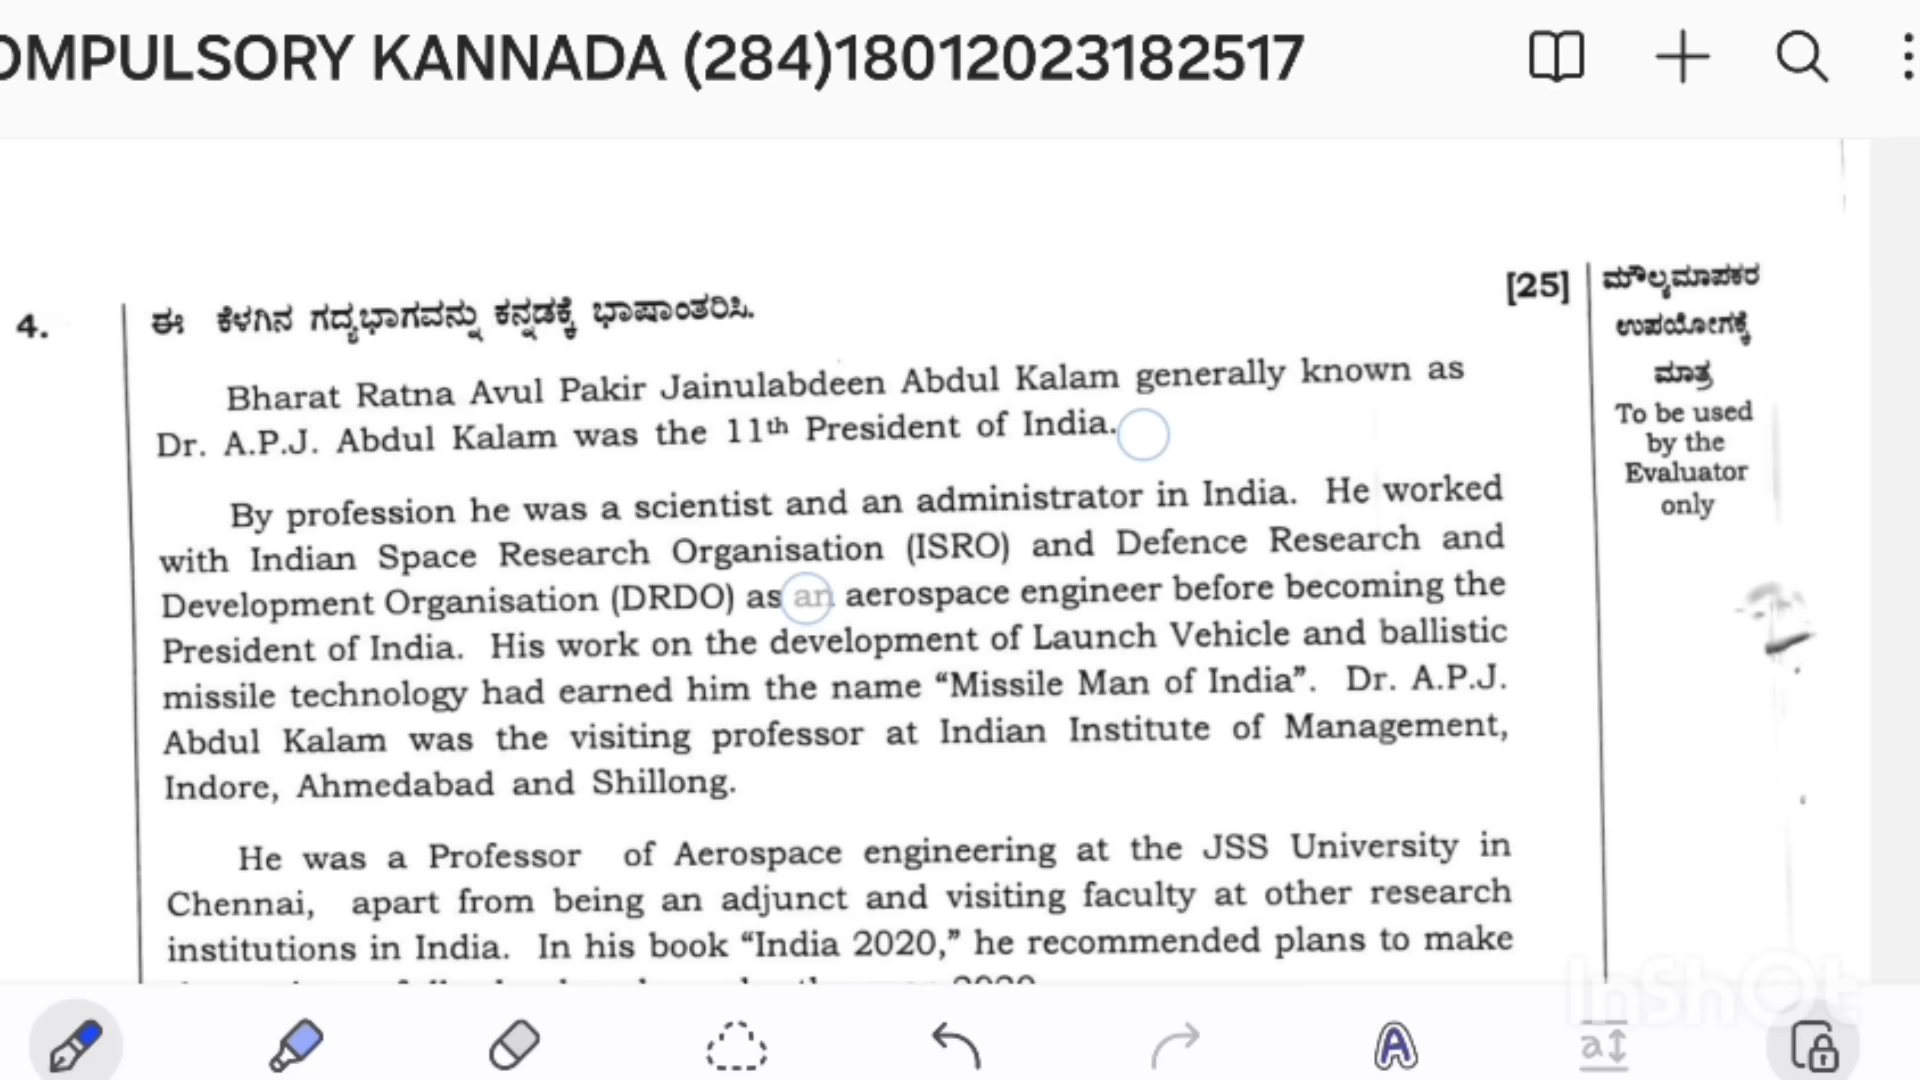 OMPULSORY KANNADA (284)18012023182517
4.
ಈ ಕೆಳಗಿನ ಗದ್ಯಭಾಗವನ್ನು ಕನ್ನಡಕ್ಕೆ ಭಾಷಾಂತರಿಸಿ.
[25]
ಮೌಲ್ಯಮಾಪಕರ
ಉಪಯೋಗಕ್ಕೆ
ಮಾತ್ರ
To be used
by the
Evaluator
only
Bharat Ratna Avul Pakir Jainulabdeen Abdul Kalam generally known as
Dr. A.P.J. Abdul Kalam was the 11th President of India.
By profession he was a scientist and an administrator in India. He worked
with Indian Space Research Organisation (ISRO) and Defence Research and
Development Organisation (DRDO) as an aerospace engineer before becoming the
President of India. His work on the development of Launch Vehicle and ballistic
missile technology had earned him the name “Missile Man of India”. Dr. A.P.J.
Abdul Kalam was the visiting professor at Indian Institute of Management,
Indore, Ahmedabad and Shillong.
He was a Professor of Aerospace engineering at the JSS University in
Chennai, apart from being an adjunct and visiting faculty at other research
institutions in India. In his book “India 2020,” he recommended plans to make
2020
InShOt
A
a